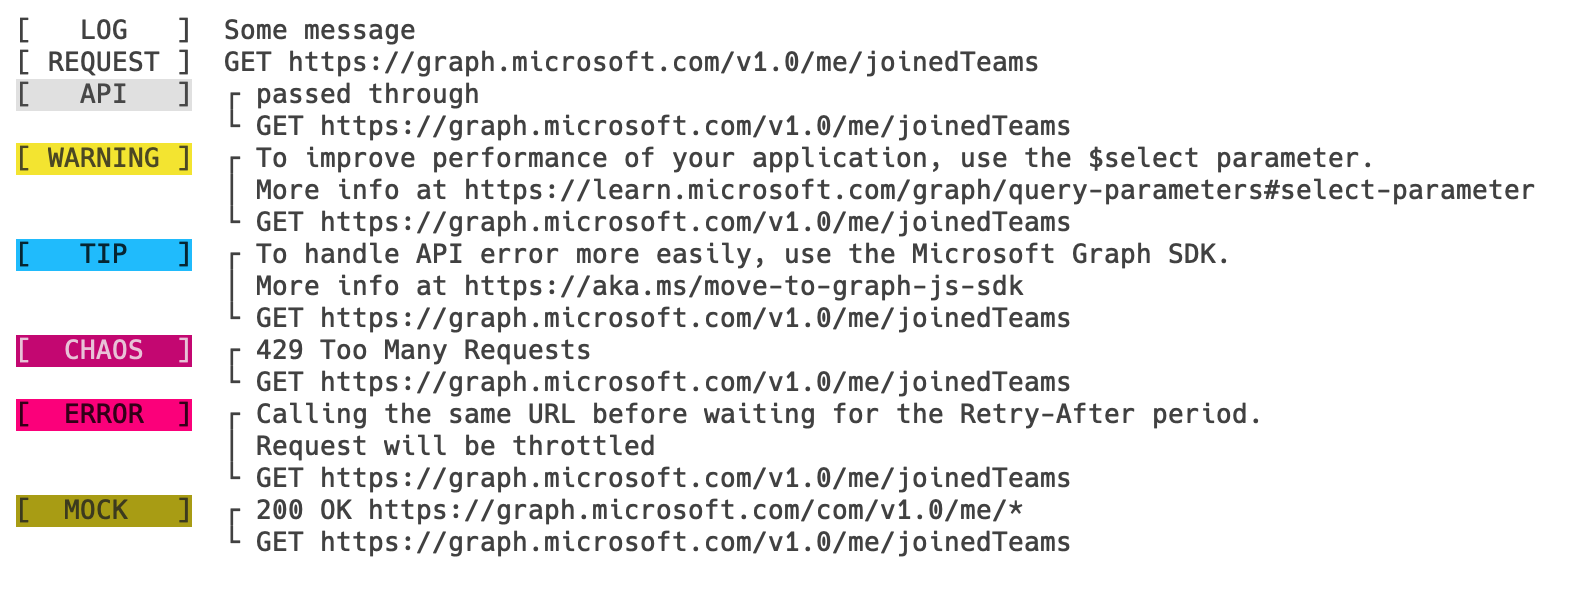 [   LOG   ]  Some message
[ REQUEST ]  GET https://graph.microsoft.com/v1.0/me/joinedTeams
[   API   ]  ┌ passed through
             └ GET https://graph.microsoft.com/v1.0/me/joinedTeams
[ WARNING ]  ┌ To improve performance of your application, use the $select parameter.
             │ More info at https://learn.microsoft.com/graph/query-parameters#select-parameter
             └ GET https://graph.microsoft.com/v1.0/me/joinedTeams
[   TIP   ]  ┌ To handle API error more easily, use the Microsoft Graph SDK.
             │ More info at https://aka.ms/move-to-graph-js-sdk
             └ GET https://graph.microsoft.com/v1.0/me/joinedTeams
[  CHAOS  ]  ┌ 429 Too Many Requests
             └ GET https://graph.microsoft.com/v1.0/me/joinedTeams
[  ERROR  ]  ┌ Calling the same URL before waiting for the Retry-After period.
             │ Request will be throttled
             └ GET https://graph.microsoft.com/v1.0/me/joinedTeams
[  MOCK   ]  ┌ 200 OK https://graph.microsoft.com/com/v1.0/me/*
             └ GET https://graph.microsoft.com/v1.0/me/joinedTeams